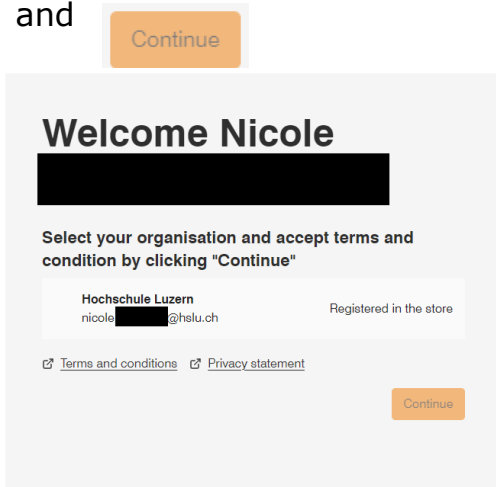 and
Continue
Welcome Nicole
Select your organisation and accept terms and
condition by clicking "Continue"
Hochschule Luzern
nicole @hslu.ch
Registered in the store
Terms and conditions Privacy statement
Continue